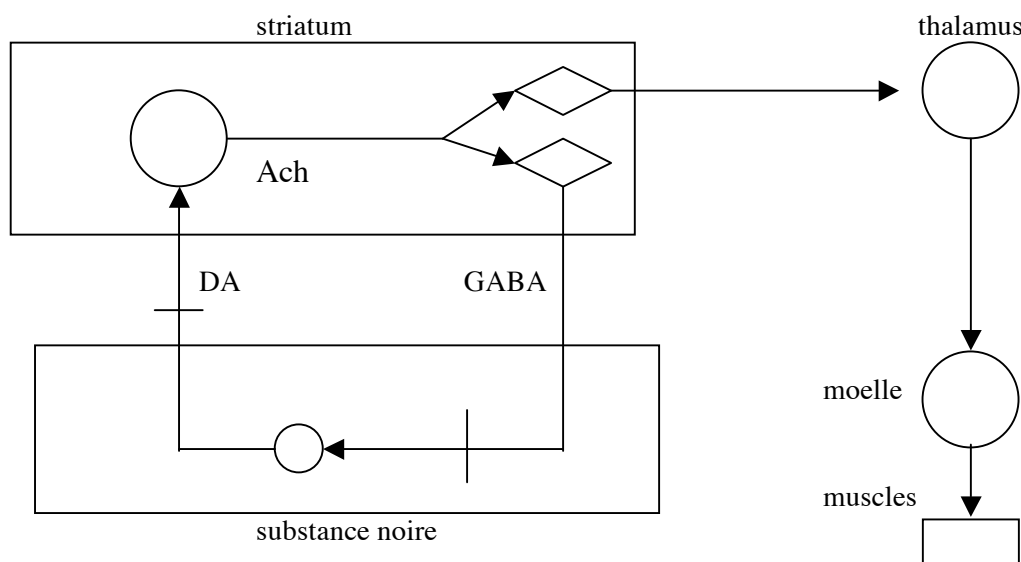 striatum
thalamus
Ach
DA
GABA
moelle
muscles
substance noire